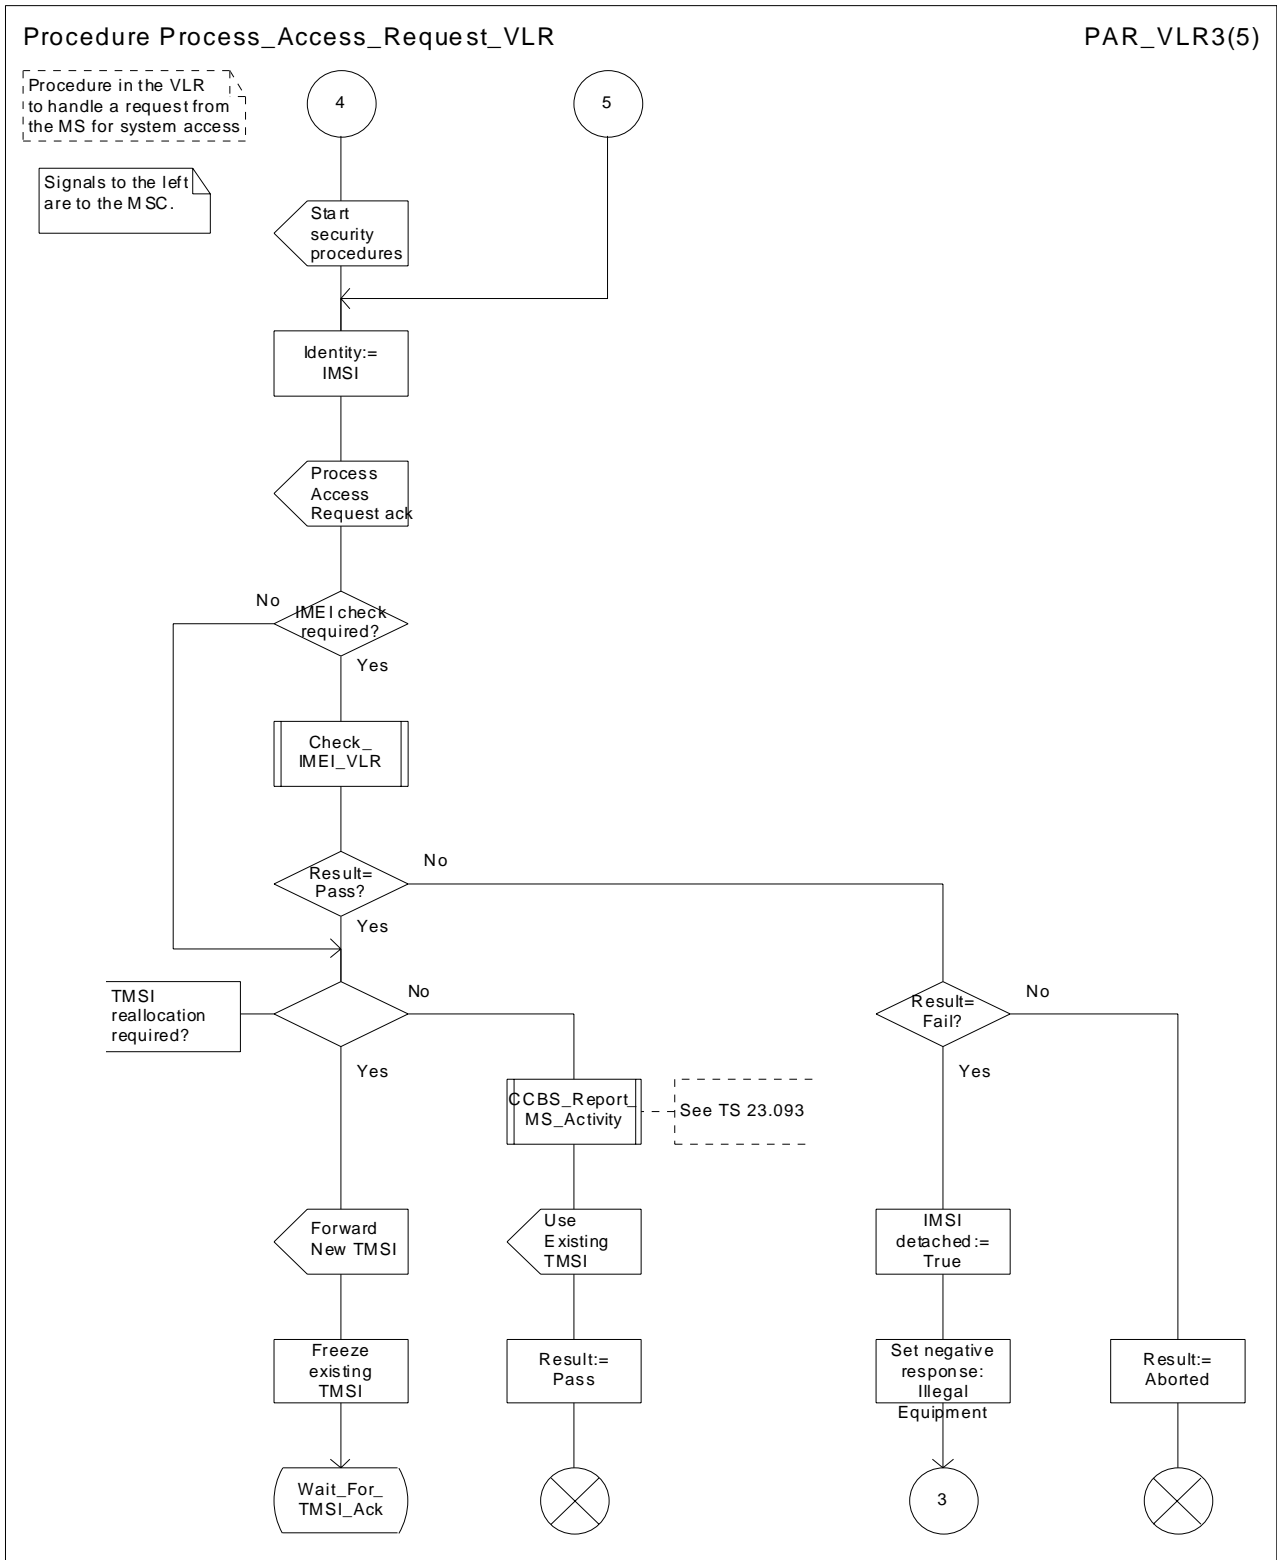 Procedure Process_Access_Request_VLR
PAR_VLR3(5)
Procedure in the VLR
to handle a request from
the MS for system access
4
5
Signals to the left
are to the MSC.
Start
security
procedures
Identity:=
IMSI
Process
Access
Request ack
No
IMEI check
required?
Yes
Check_
IMEI_VLR
Result=
Pass?
No
Yes
TMSI
reallocation
required?
No
Yes
Result=
Fail?
No
Yes
CCBS_Report_
MS_Activity
See TS 23.093
Forward
New TMSI
Use
Existing
TMSI
IMSI
detached:=
True
Freeze
existing
TMSI
Result:=
Pass
Set negative
response:
Illegal
Equipment
Result:=
Aborted
Wait_For_
TMSI_Ack
3